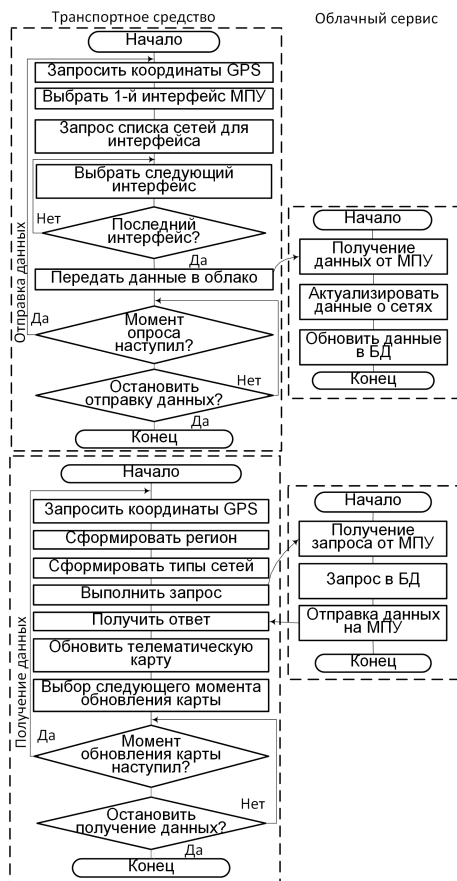 Транспортное средство
Облачный сервис
Отправка данных
Начало
Запросить координаты GPS
Выбрать 1-й интерфейс МПУ
Запрос списка сетей для
интерфейса
Выбрать следующий
интерфейс
Нет
Последний
интерфейс?
Да
Передать данные в облако
Да
Момент
опроса
наступил?
Остановить
отправку данных?
Нет
Да
Конец
Начало
Получение
данных от МПУ
Актуализировать
данные о сетях
Обновить данные
в БД
Конец
Получение данных
Начало
Запросить координаты GPS
Сформировать регион
Сформировать типы сетей
Выполнить запрос
Получить ответ
Обновить телематическую
карту
Выбор следующего момента
обновления карты
Да
Момент
обновления карты
наступил?
Нет
Остановить
получение данных?
Да
Конец
Начало
Получение
запроса от МПУ
Запрос в БД
Отправка данных
на МПУ
Конец